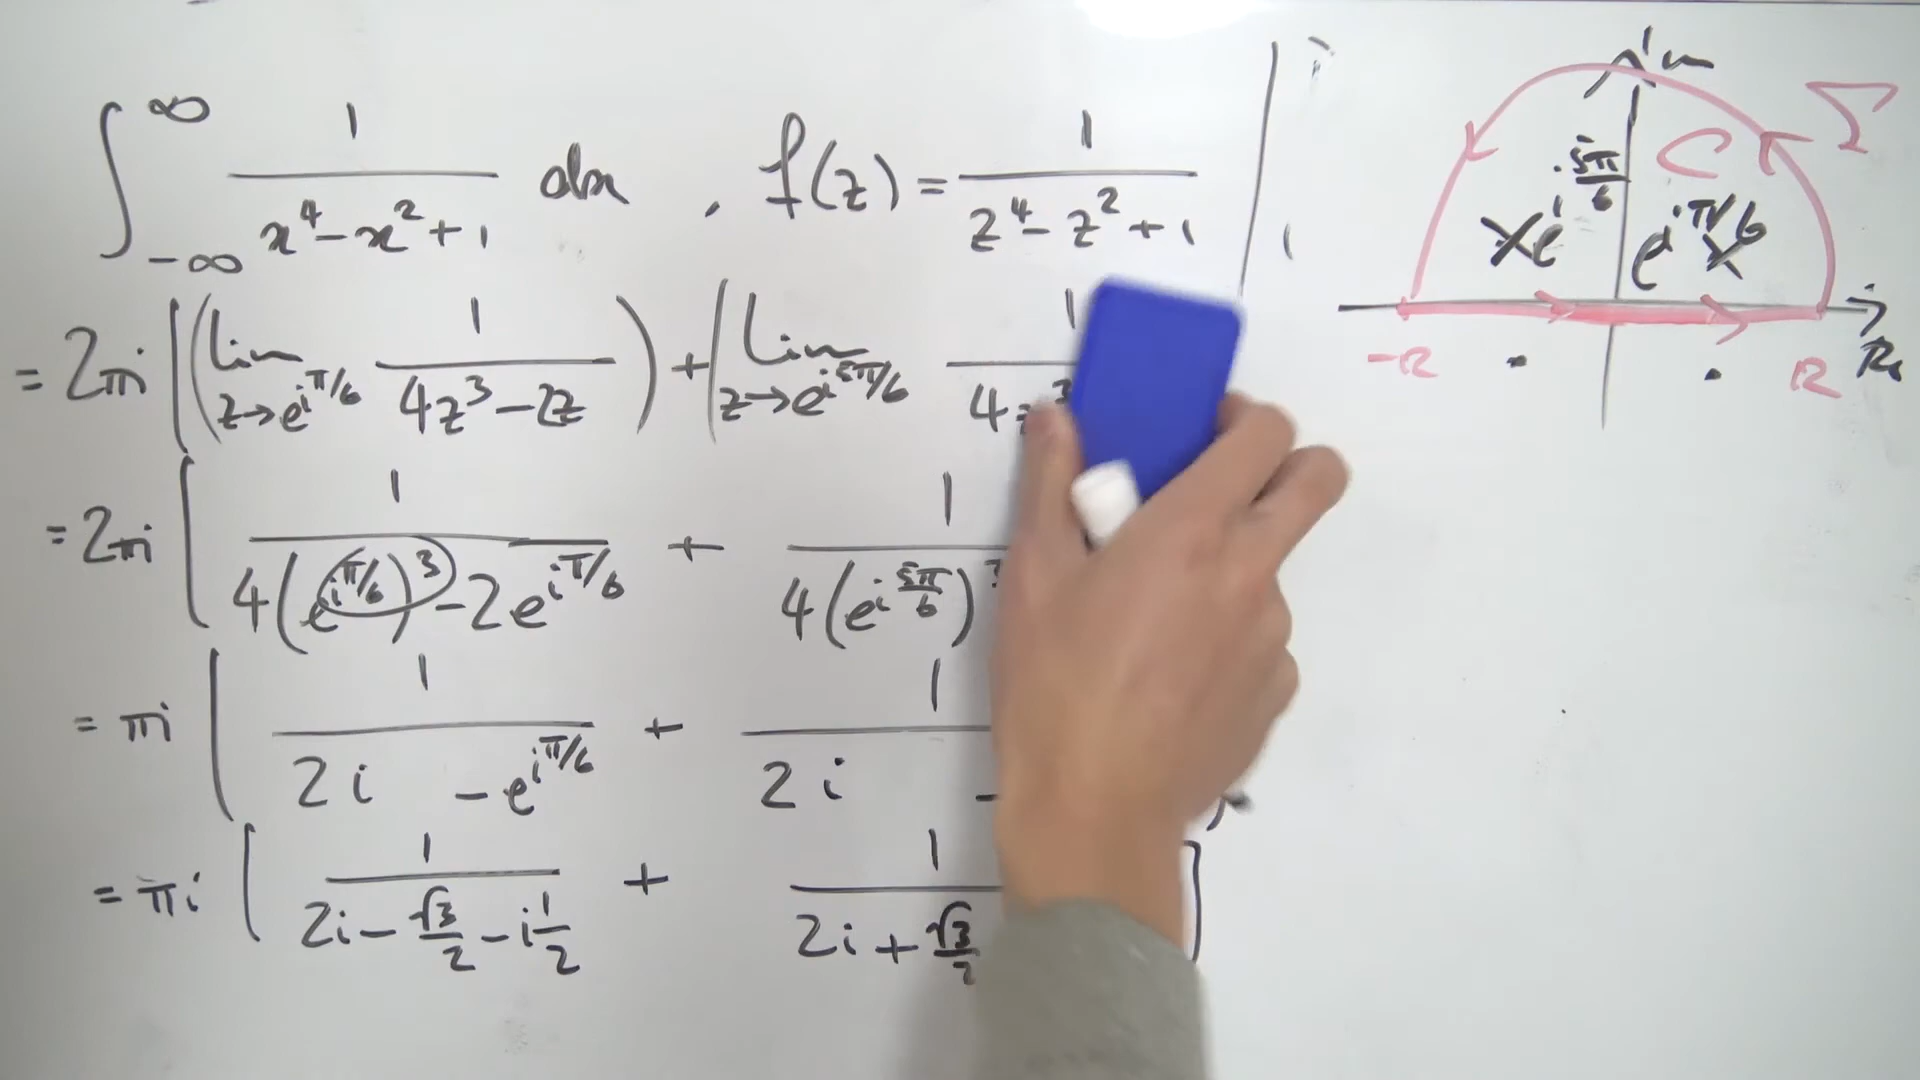 ∫_{-∞}^{∞} 1/(x⁴ - x² + 1) dx , f(z) = 1/(z⁴ - z² + 1)
= 2πi [(lim_{z→e^{iπ/6}} 1/(4z³ - 2z)) + (lim_{z→e^{i5π/6}} 1/(4z³
= 2πi [ 1/(4(e^{iπ/6})³ - 2e^{iπ/6}) + 1/(4(e^{i5π/6})³
= πi [ 1/(2i - e^{iπ/6}) + 1/(2i -
= πi [ 1/(2i - √3/2 - i1/2) + 1/(2i + √3/2 ]
Im
Γ
C
e^{i5π/6} e^{iπ/6}
-R R Re